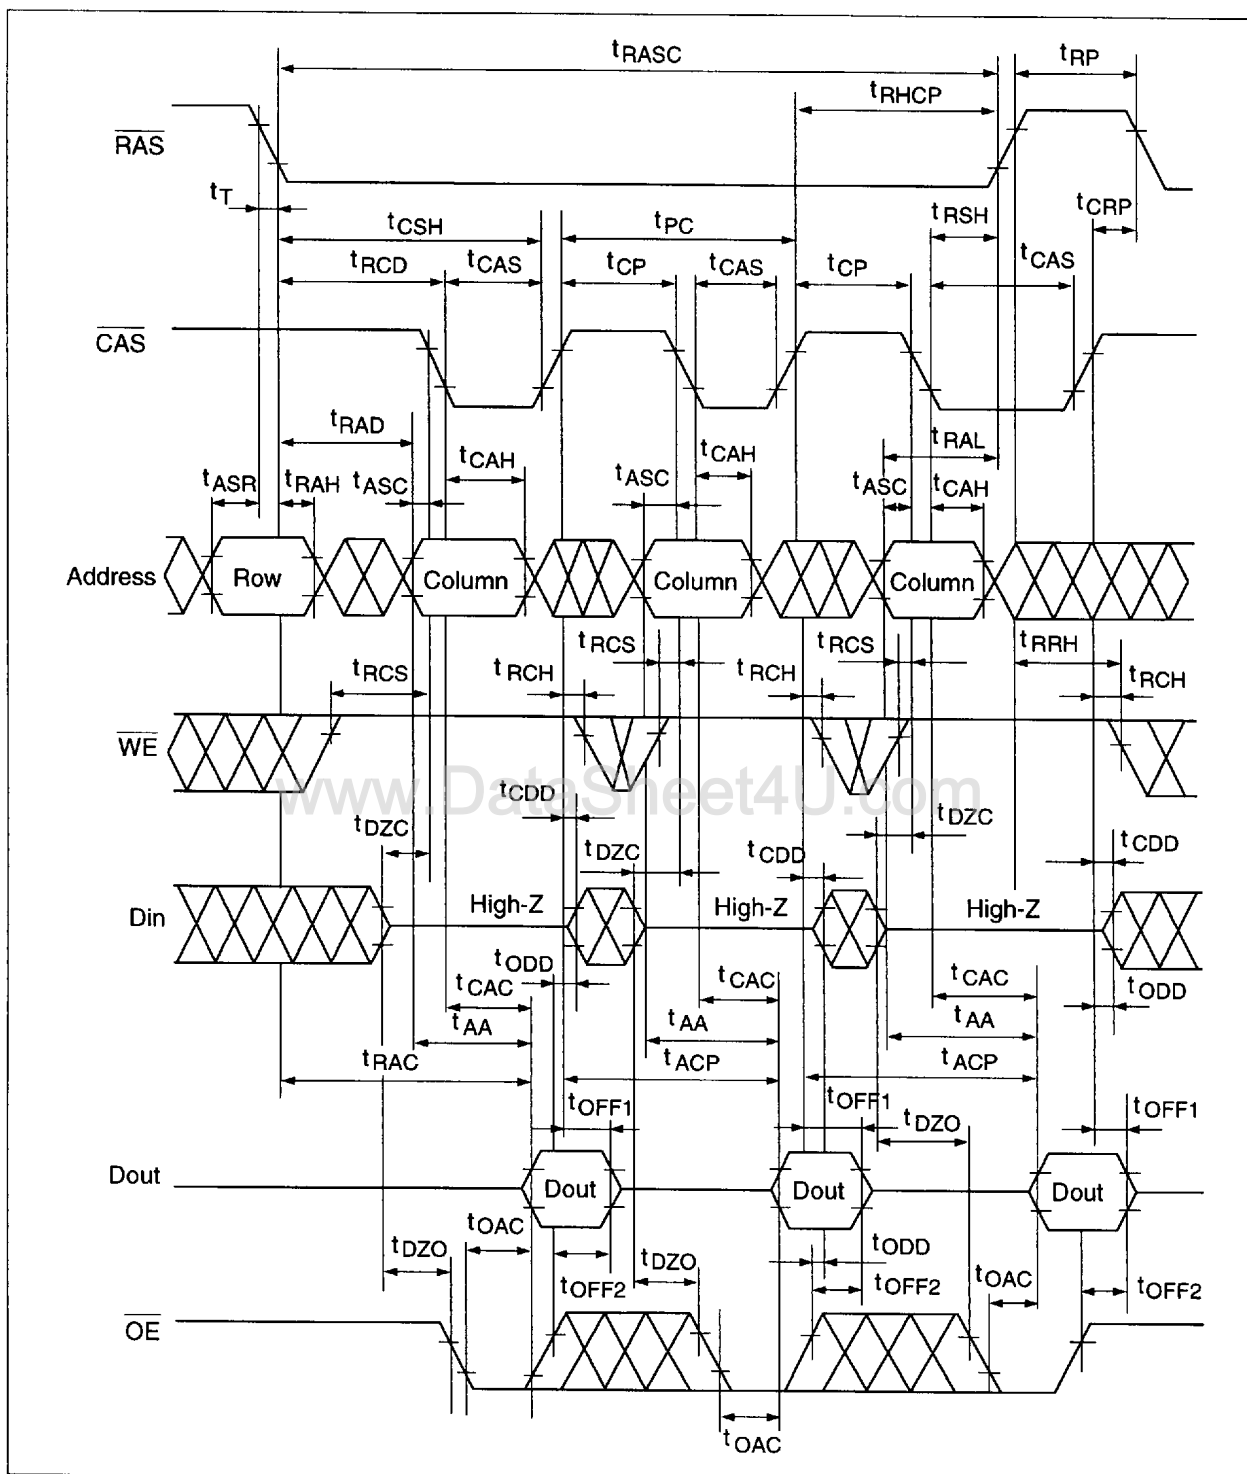 tRASC tRP
tRHCP
RAS
tT tRSH tCRP
tCSH tPC
tRCD tCAS tCP tCAS tCP tCAS
CAS
tRAD tRAL
tCAH tCAH
tASR tRAH tASC tASC tASC tCAH
Address Row Column Column Column
tRCS tRCS tRRH
tRCS tRCH tRCH tRCH
WE
www.DataSheet4U.com
tCDD tDZC
tDZC tDZC tCDD tCDD
Din High-Z High-Z High-Z
tODD
tCAC tCAC tCAC tODD
tAA tAA tAA
tRAC tACP tACP
tOFF1 tOFF1 tOFF1
tDZO
Dout Dout Dout Dout
tOAC tODD
tDZO tDZO tOAC
tOFF2 tOFF2 tOFF2
OE
tOAC